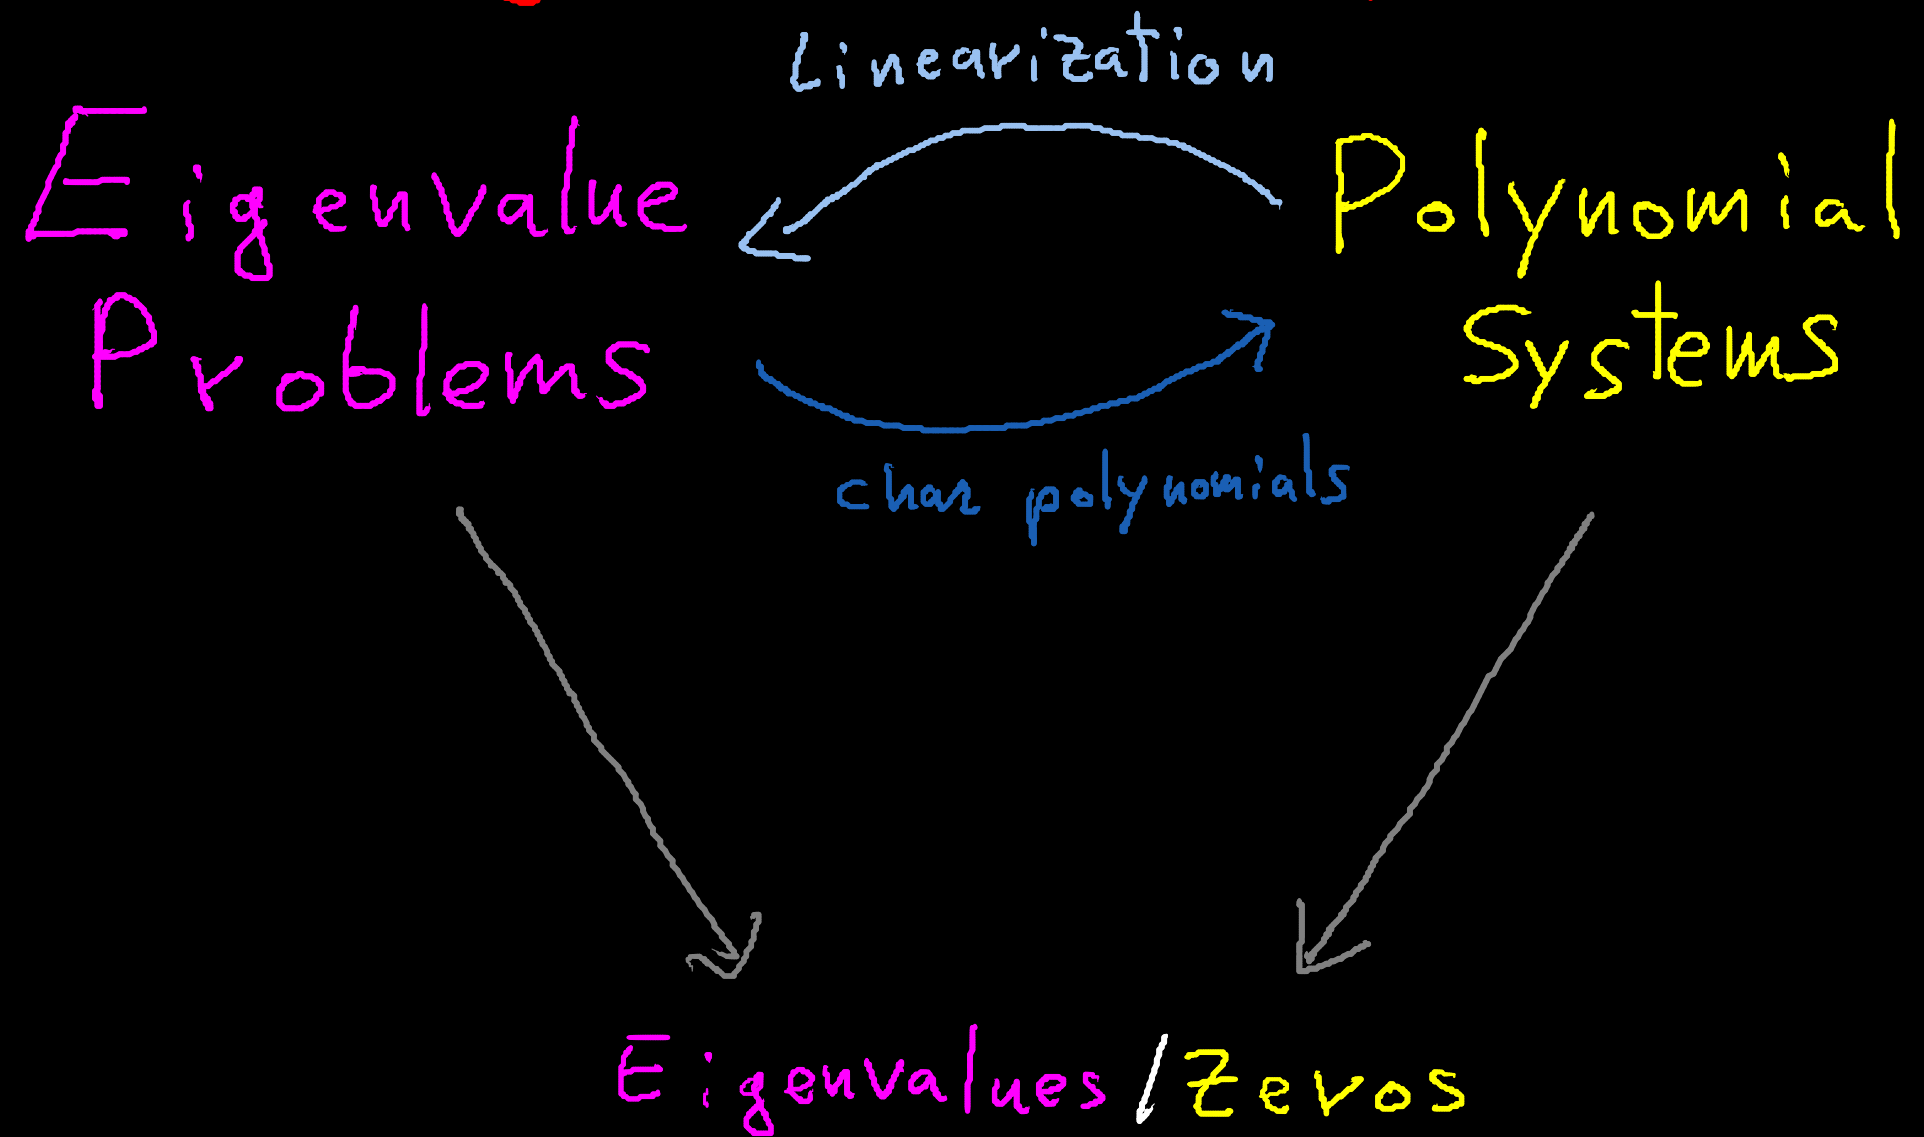 Linearization
Eigenvalue
Problems
Polynomial
Systems
char polynomials
Eigenvalues/Zeros